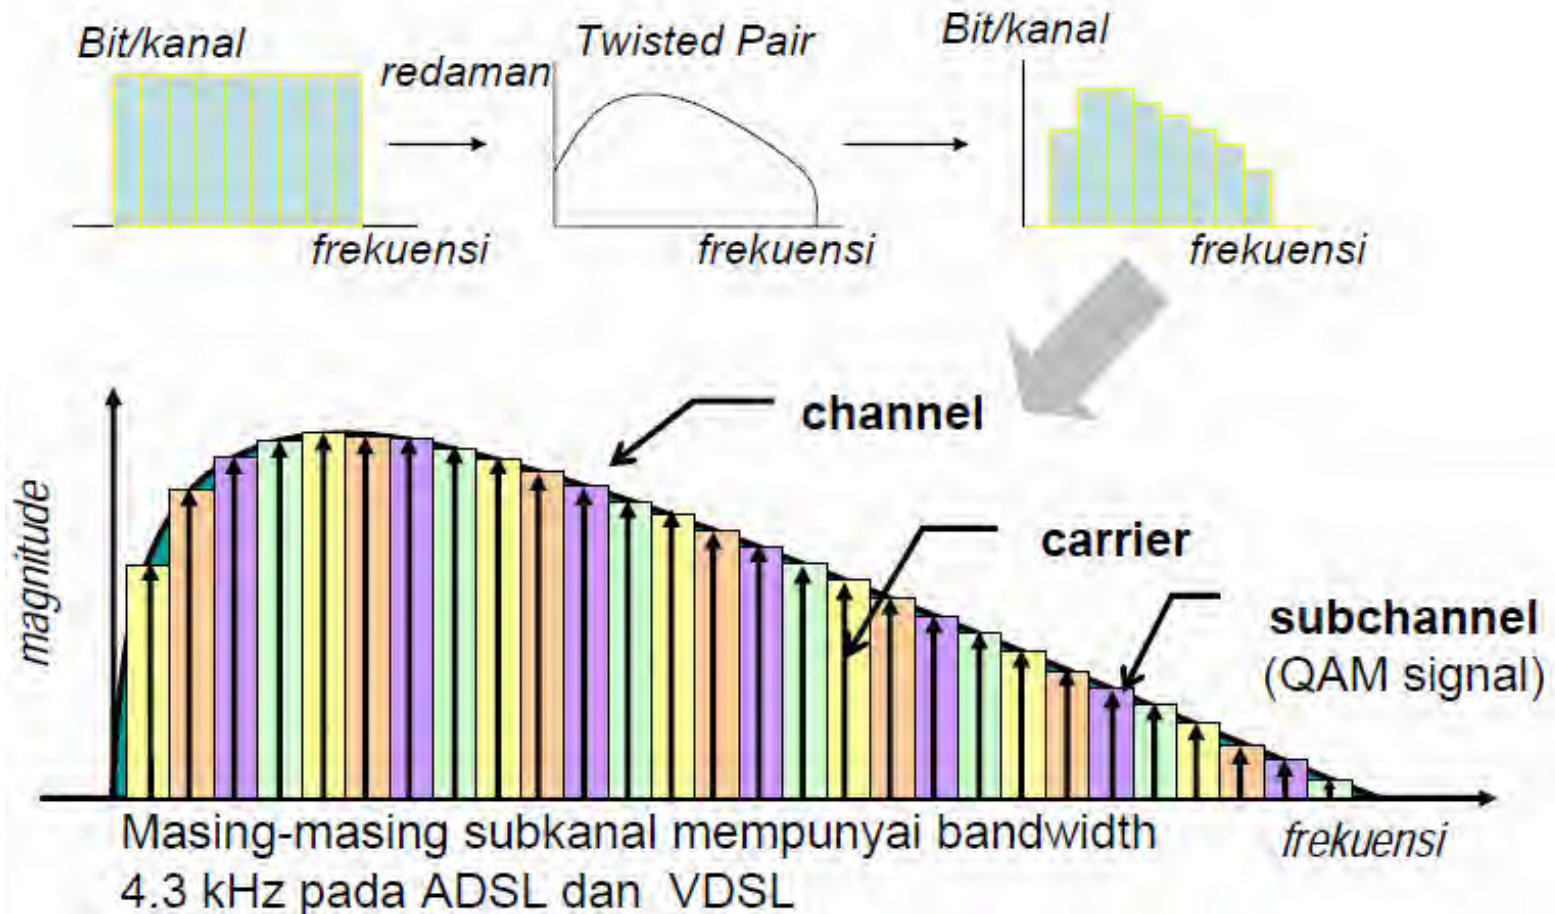 Bit/kanal
redaman
Twisted Pair
Bit/kanal
frekuensi
frekuensi
frekuensi
channel
carrier
subchannel
(QAM signal)
magnitude
Masing-masing subkanal mempunyai bandwidth
4.3 kHz pada ADSL dan VDSL
frekuensi